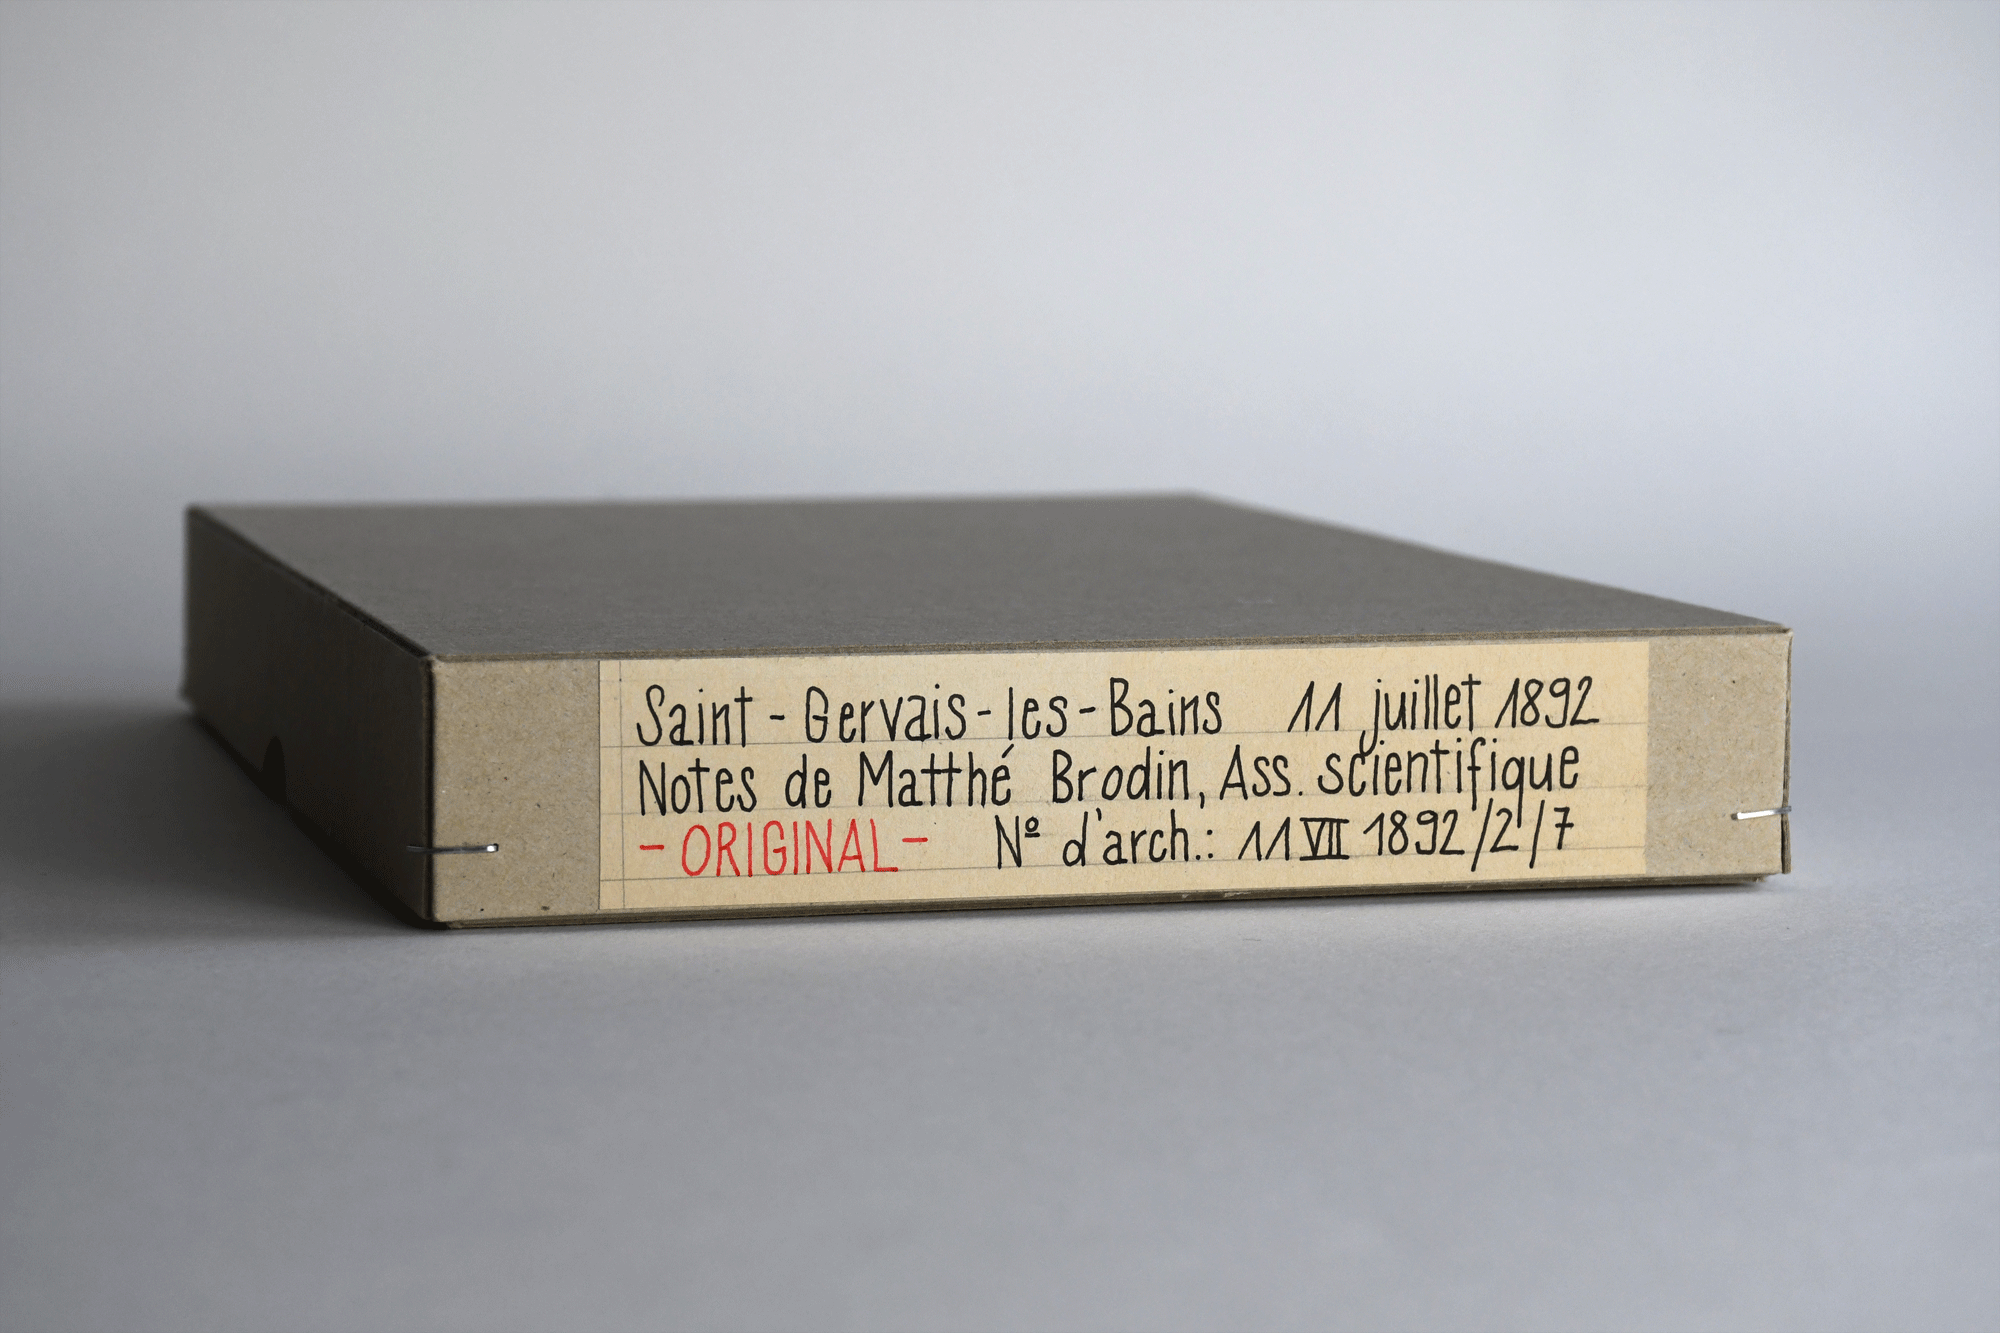 Saint-Gervais-les-Bains 11 juillet 1892
Notes de Matthé Brodin, Ass. scientifique
-ORIGINAL- Nº d'arch.: 11 VII 1892/2/7